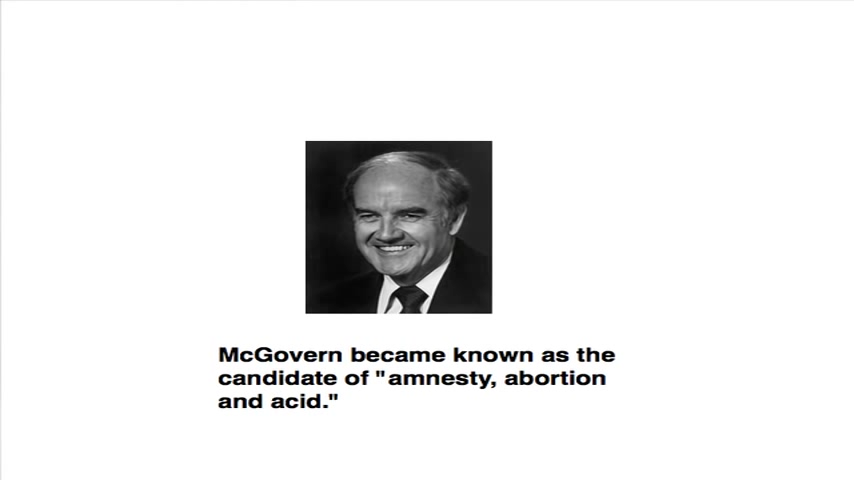 McGovern became known as the
candidate of "amnesty, abortion
and acid."